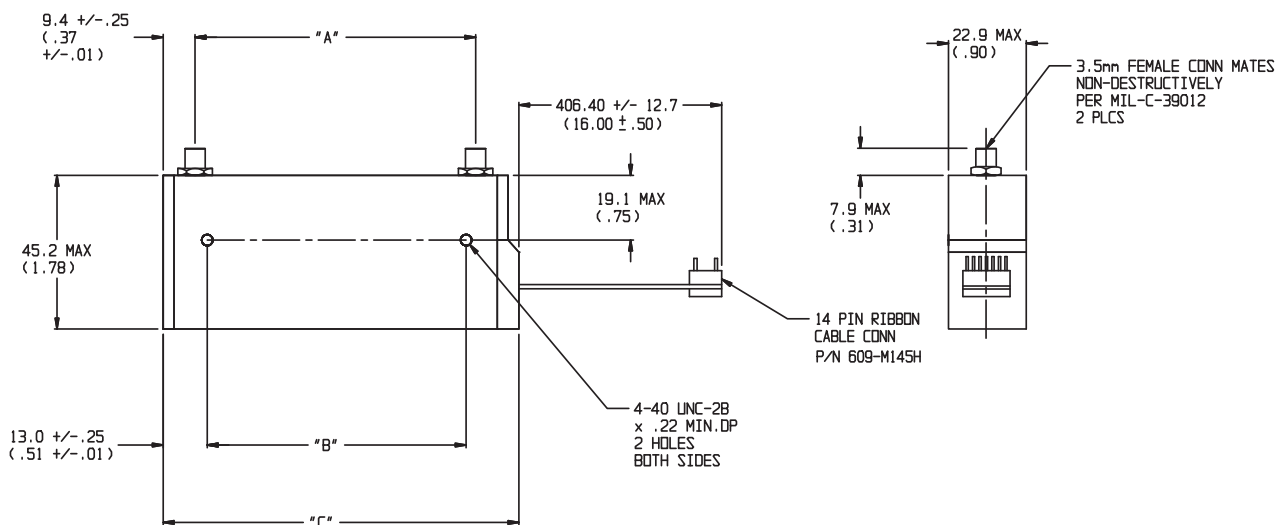 9.4 +/-.25
(.37
+/-.01)
"A"
406.40 +/- 12.7
(16.00 ± .50)
19.1 MAX
(.75)
45.2 MAX
(1.78)
13.0 +/-.25
(.51 +/-.01)
"B"
"C"
4-40 UNC-2B
x .22 MIN.DP
2 HOLES
BOTH SIDES
14 PIN RIBBON
CABLE CONN
P/N 609-M145H
22.9 MAX
(.90)
7.9 MAX
(.31)
3.5mm FEMALE CONN MATES
NON-DESTRUCTIVELY
PER MIL-C-39012
2 PLCS